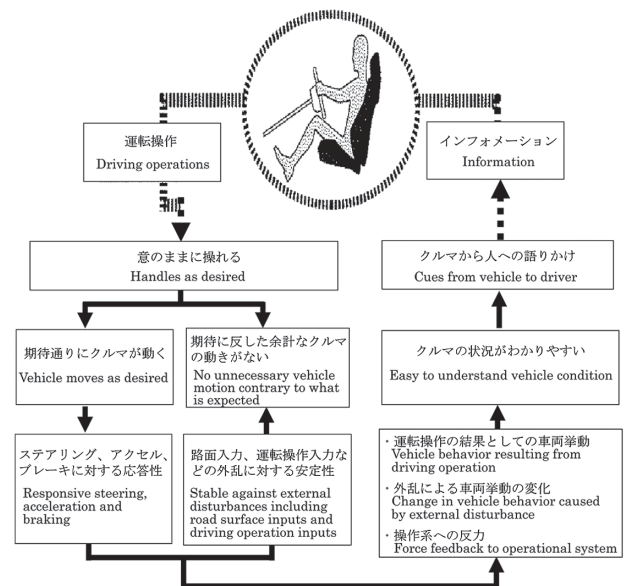 運転操作
Driving operations
インフォメーション
Information
意のままに操れる
Handles as desired
クルマから人への語りかけ
Cues from vehicle to driver
期待通りにクルマが動く
Vehicle moves as desired
期待に反した余計なクルマ
の動きがない
No unnecessary vehicle
motion contrary to what
is expected
クルマの状況がわかりやすい
Easy to understand vehicle condition
ステアリング、アクセル、
ブレーキに対する応答性
Responsive steering,
acceleration and
braking
路面入力、運転操作入力な
どの外乱に対する安定性
Stable against external
disturbances including
road surface inputs and
driving operation inputs
・運転操作の結果としての車両挙動
Vehicle behavior resulting from
driving operation
・外乱による車両挙動の変化
Change in vehicle behavior caused
by external disturbance
・操作系への反力
Force feedback to operational system